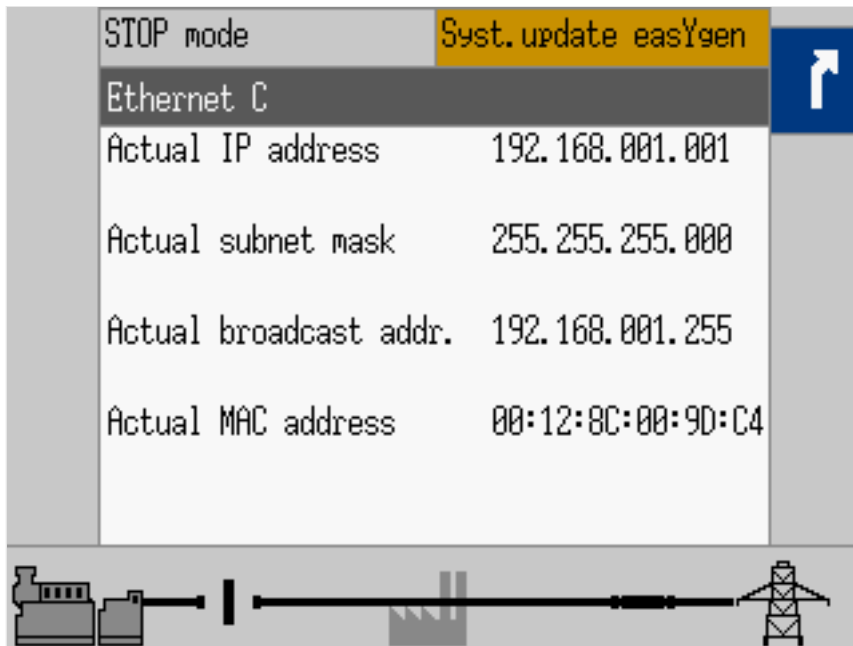 STOP mode Syst.update easYgen
Ethernet C
Actual IP address 192.168.001.001
Actual subnet mask 255.255.255.000
Actual broadcast addr. 192.168.001.255
Actual MAC address 00:12:8C:00:9D:C4